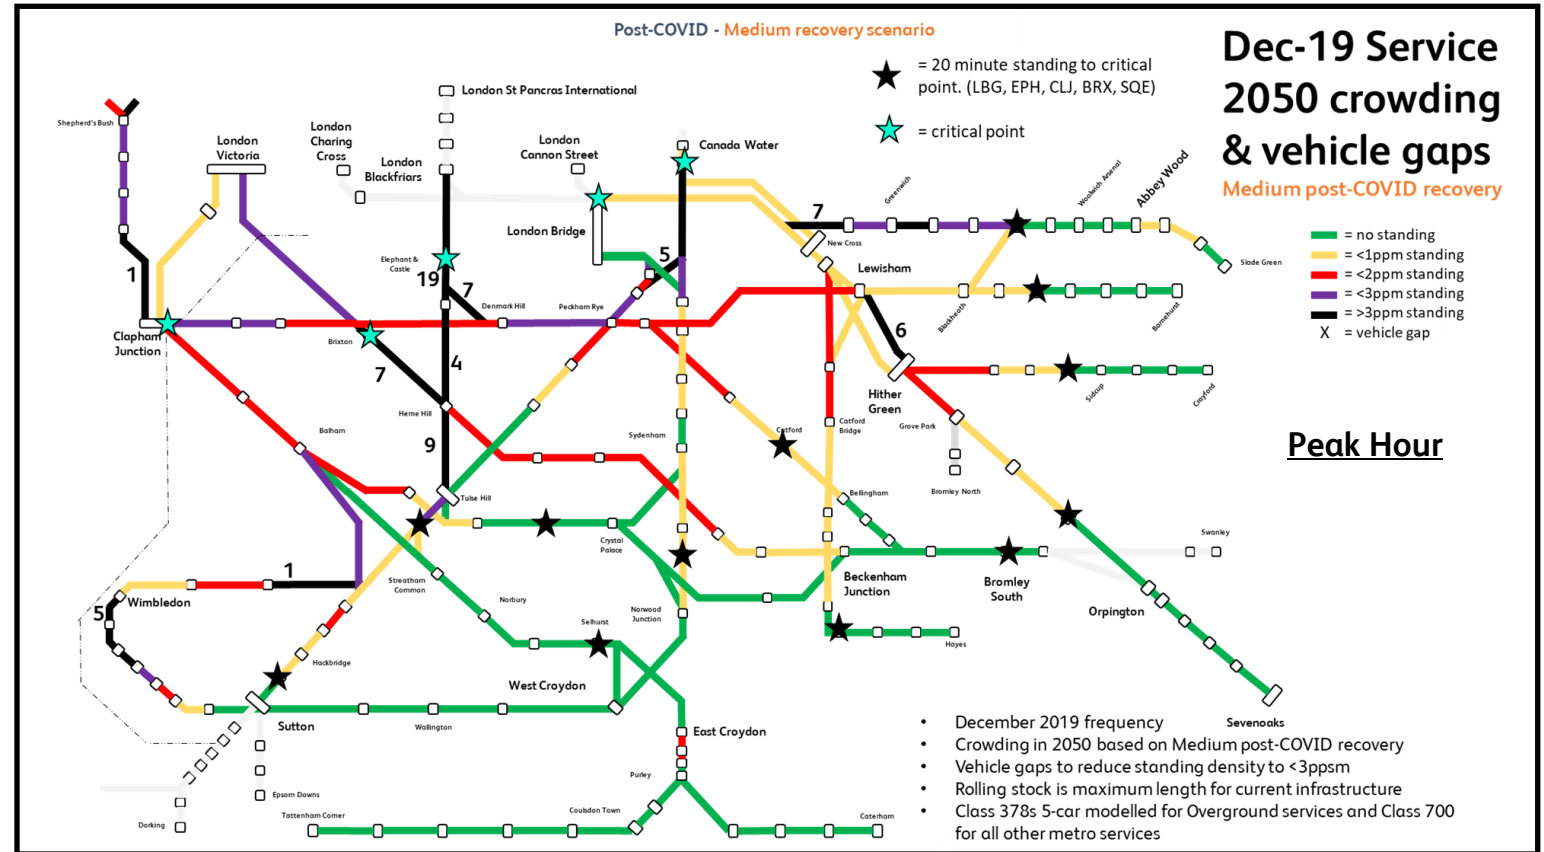 Post-COVID - Medium recovery scenario
Dec-19 Service
2050 crowding
& vehicle gaps
Medium post-COVID recovery
= 20 minute standing to critical
point. (LBG, EPH, CLJ, BRX, SQE)
= critical point
= no standing
= <1ppm standing
= <2ppm standing
= <3ppm standing
= >3ppm standing
X = vehicle gap
Peak Hour
London St Pancras International
Shepherd's Bush
London
Victoria
London
Charing
Cross
London
Blackfriars
London
Cannon Street
Canada Water
London Bridge
Elephant &
Castle
19
7
5
7
New Cross
Greenwich
Woolwich Arsenal
Abbey Wood
Slade Green
Lewisham
Blackheath
Barnehurst
1
Clapham
Junction
Brixton
Denmark Hill
Peckham Rye
7
4
6
Hither
Green
Sidcup
Crayford
Herne Hill
9
Balham
Sydenham
Catford
Catford
Bridge
Grove Park
Bromley North
Tulse Hill
Bellingham
Crystal
Palace
Swanley
1
Streatham
Common
Beckenham
Junction
Bromley
South
5
Wimbledon
Norbury
Norwood
Junction
Selhurst
Orpington
Hayes
Hackbridge
West Croydon
Sutton
Wallington
Sevenoaks
East Croydon
Purley
Epsom Downs
Dorking
Tattenham Corner
Coulsdon Town
Caterham
• December 2019 frequency
• Crowding in 2050 based on Medium post-COVID recovery
• Vehicle gaps to reduce standing density to <3ppsm
• Rolling stock is maximum length for current infrastructure
• Class 378s 5-car modelled for Overground services and Class 700
for all other metro services